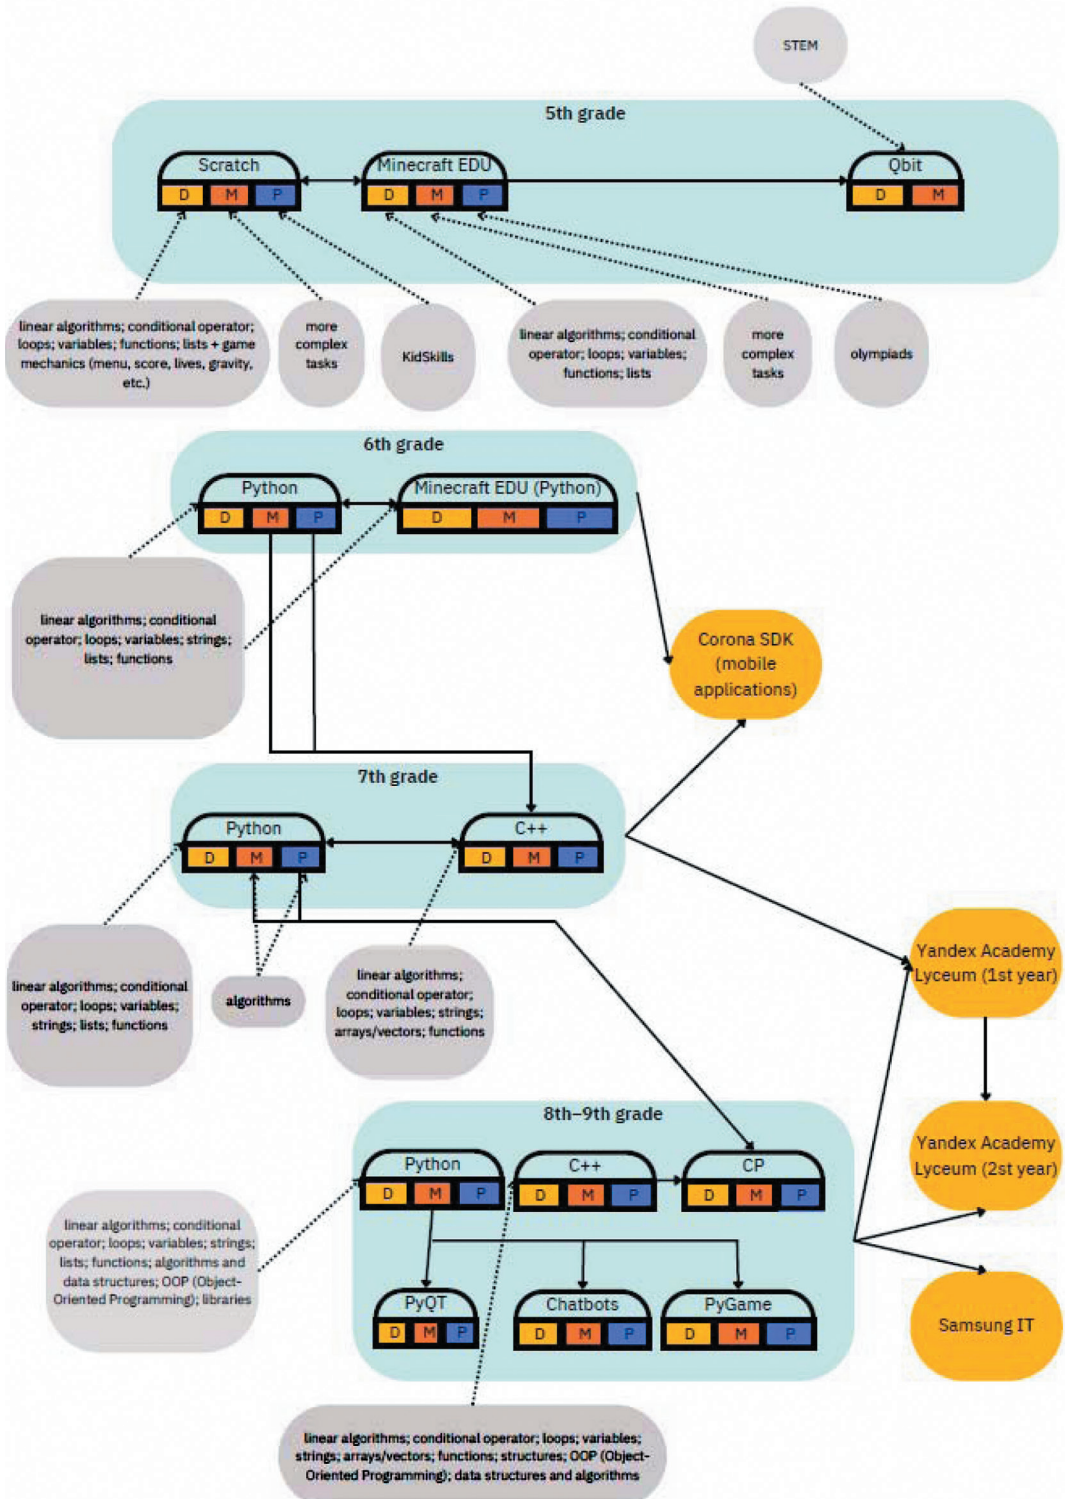 STEM
5th grade
Scratch
D M P
Minecraft EDU
D M P
Qbit
D M
linear algorithms; conditional operator;
loops; variables; functions; lists + game
mechanics (menu, score, lives, gravity,
etc.)
more
complex
tasks
KidSkills
linear algorithms; conditional
operator; loops; variables;
functions; lists
more
complex
tasks
olympiads
6th grade
Python
D M P
Minecraft EDU (Python)
D M P
linear algorithms; conditional
operator; loops; variables; strings;
lists; functions
Corona SDK
(mobile
applications)
7th grade
Python
D M P
C++
D M P
linear algorithms; conditional
operator; loops; variables;
strings; lists; functions
algorithms
linear algorithms;
conditional operator;
loops; variables; strings;
arrays/vectors; functions
Yandex Academy
Lyceum (1st year)
Yandex Academy
Lyceum (2st year)
Samsung IT
8th–9th grade
Python
D M P
C++
D M P
CP
D M P
PyQT
D M P
Chatbots
D M P
PyGame
D M P
linear algorithms; conditional
operator; loops; variables; strings;
lists; functions; algorithms and
data structures; OOP (Object-
Oriented Programming); libraries
linear algorithms; conditional operator; loops; variables;
strings; arrays/vectors; functions; structures; OOP (Object-
Oriented Programming); data structures and algorithms